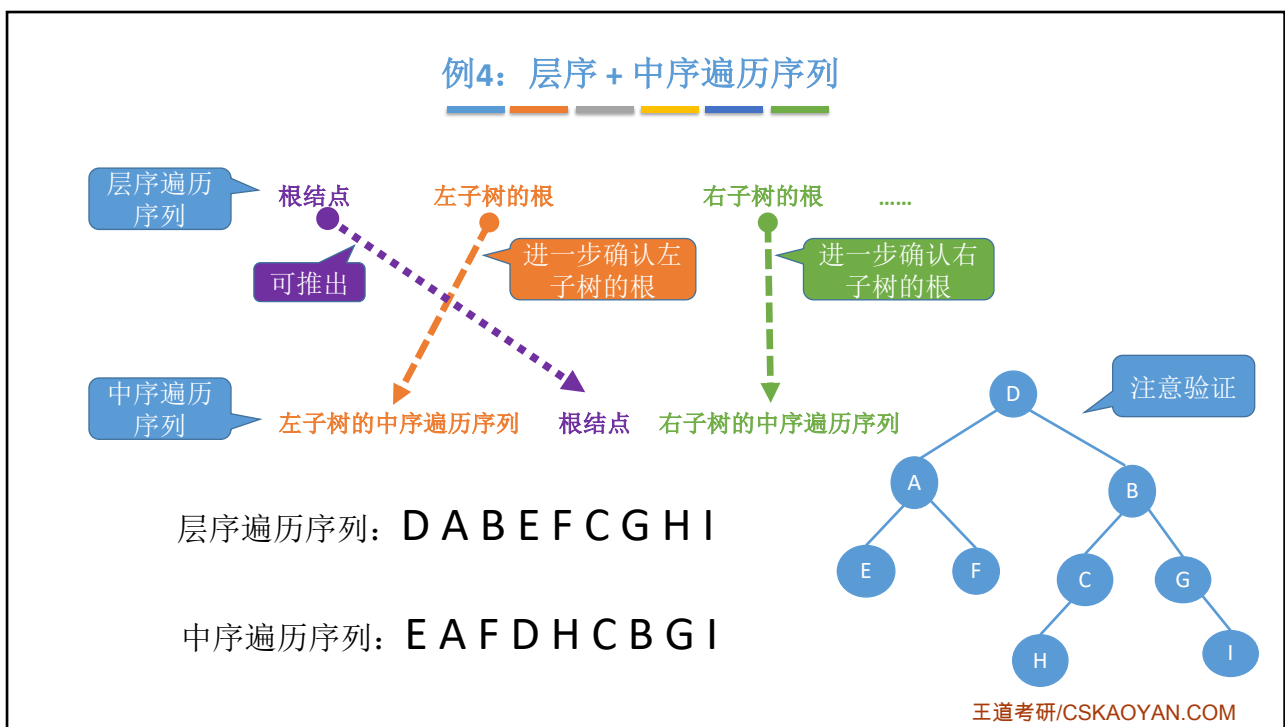 例4：层序 + 中序遍历序列
层序遍历
序列
根结点
左子树的根
右子树的根
……
可推出
进一步确认左
子树的根
进一步确认右
子树的根
中序遍历
序列
左子树的中序遍历序列
根结点
右子树的中序遍历序列
注意验证
D
A
B
E
F
C
G
H
I
层序遍历序列：D A B E F C G H I
中序遍历序列：E A F D H C B G I
王道考研/CSKAOYAN.COM